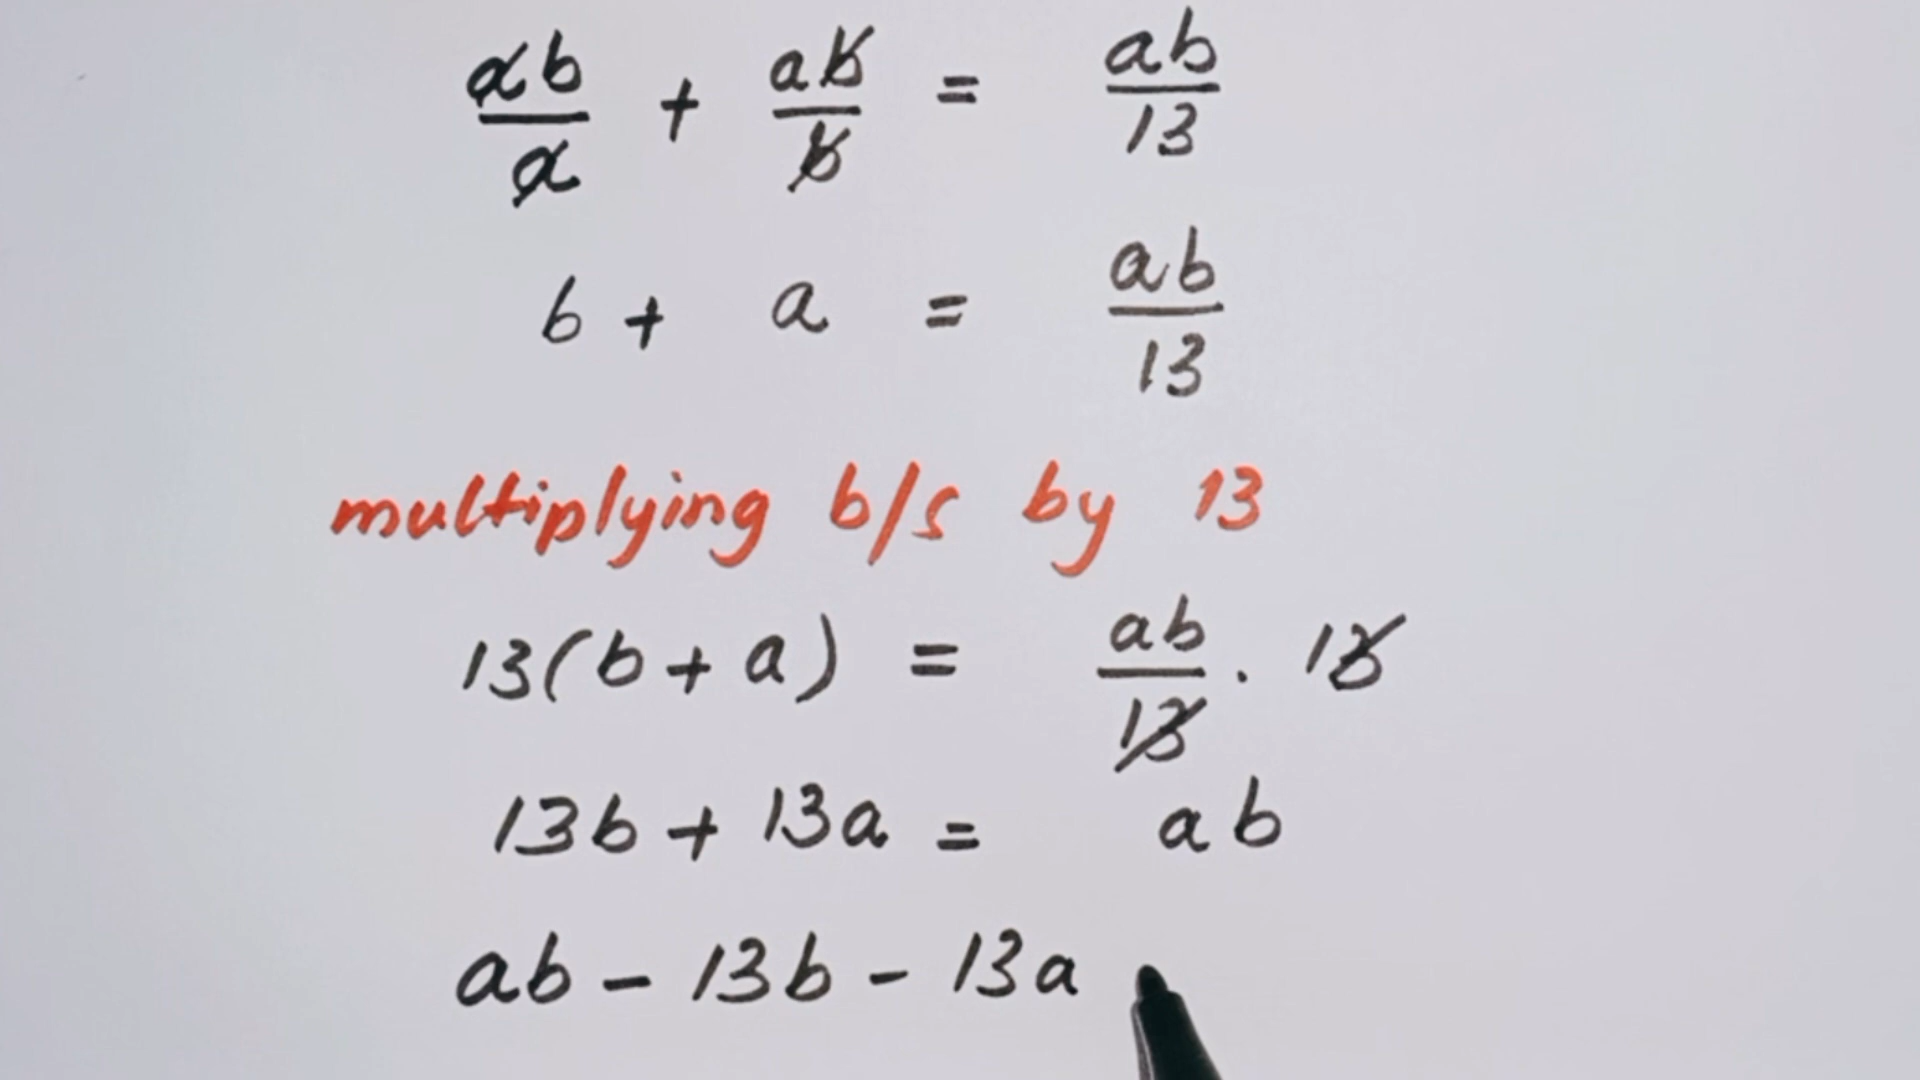 ab/a + ab/b = ab/13
b + a = ab/13
multiplying b/s by 13
13(b + a) = ab/13 . 13
13b + 13a = ab
ab - 13b - 13a